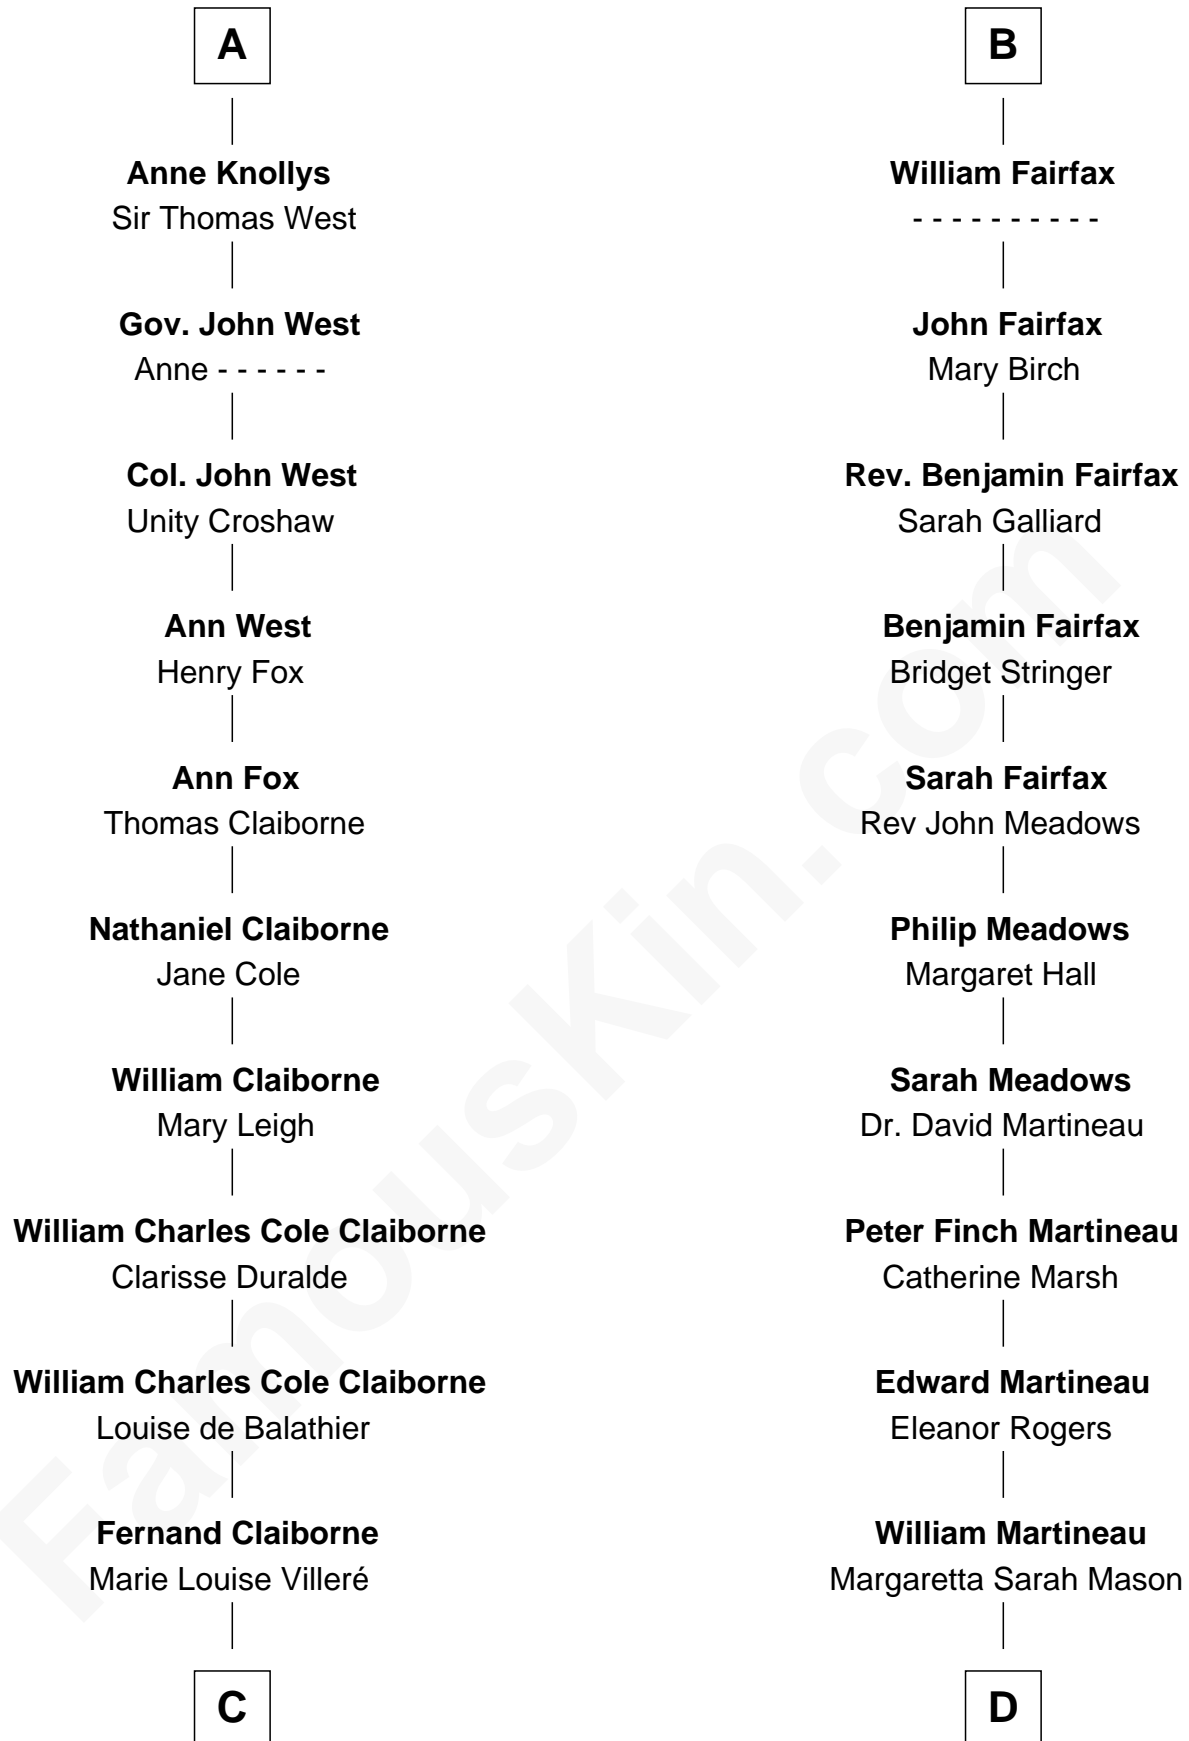 A
Anne Knollys
Sir Thomas West
Gov. John West
Anne - - - - - -
Col. John West
Unity Croshaw
Ann West
Henry Fox
Ann Fox
Thomas Claiborne
Nathaniel Claiborne
Jane Cole
William Claiborne
Mary Leigh
William Charles Cole Claiborne
Clarisse Duralde
William Charles Cole Claiborne
Louise de Balathier
Fernand Claiborne
Marie Louise Villeré
C
B
William Fairfax
- - - - - - - - - -
John Fairfax
Mary Birch
Rev. Benjamin Fairfax
Sarah Galliard
Benjamin Fairfax
Bridget Stringer
Sarah Fairfax
Rev John Meadows
Philip Meadows
Margaret Hall
Sarah Meadows
Dr. David Martineau
Peter Finch Martineau
Catherine Marsh
Edward Martineau
Eleanor Rogers
William Martineau
Margaretta Sarah Mason
D
FamousKin.com